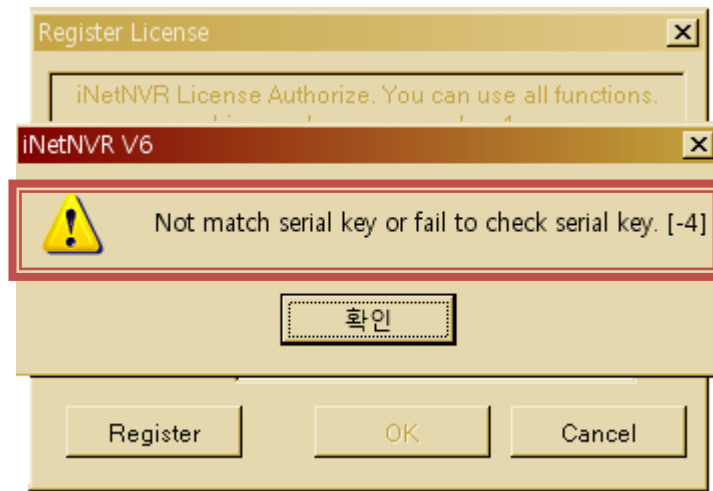 Register License
iNetNVR License Authorize. You can use all functions.
iNetNVR V6
Not match serial key or fail to check serial key. [-4]
확인
Register
OK
Cancel